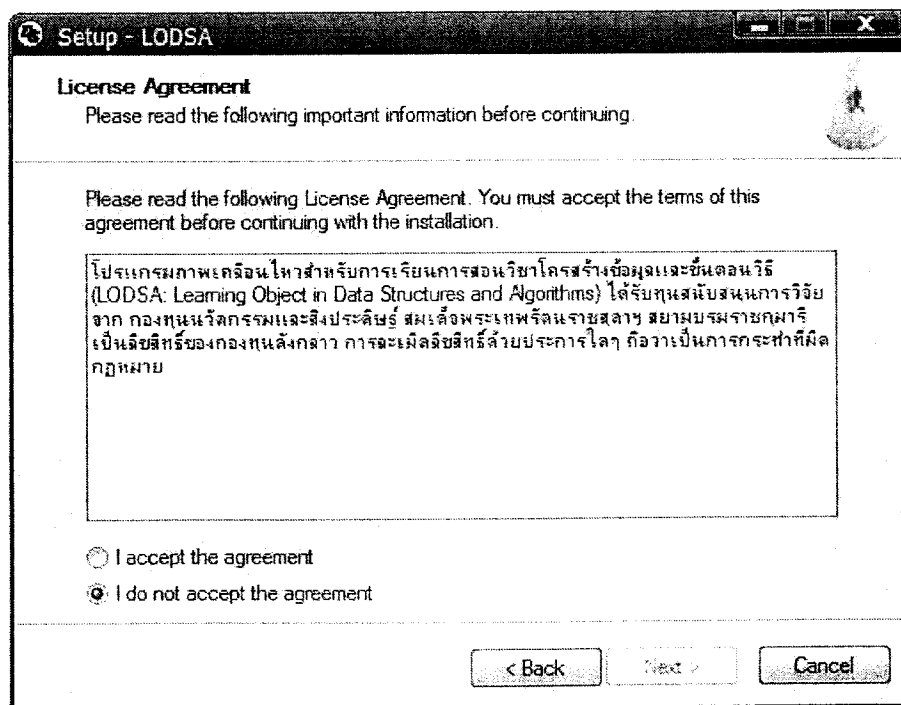 Setup - LODSA
License Agreement
Please read the following important information before continuing.
Please read the following License Agreement. You must accept the terms of this
agreement before continuing with the installation.
โปรแกรมภาพเคลื่อนไหวสำหรับการเรียนการสอนวิชาโครสร้างข้อมูลและขั้นตอนวิธี
(LODSA: Learning Object in Data Structures and Algorithms) ได้รับทุนสนับสนุนการวิจัย
จาก กองทุนนวัตกรรมและสิ่งประดิษฐ์ สมเด็จพระเทพรัตนราชสุดาฯ สยามบรมราชกุมารี
เป็นลิขสิทธิ์ของกองทุนดังกล่าว การละเมิดลิขสิทธิ์ด้วยประการใดๆ ถือว่าเป็นการกระทำที่ผิด
กฏหมาย
I accept the agreement
I do not accept the agreement
< Back
Next >
Cancel